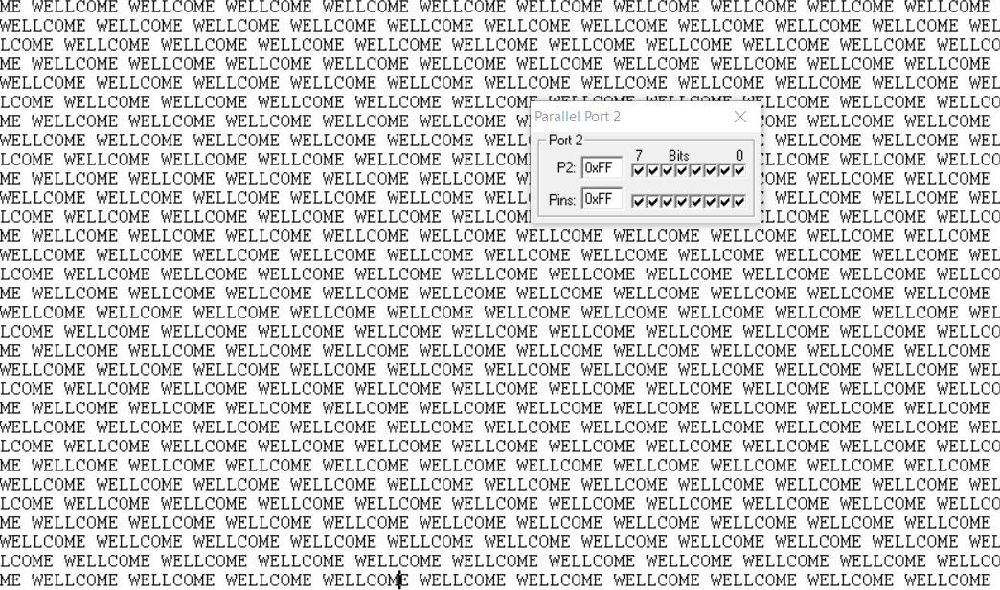 ME WELLCOME WELLCOME WELLCOME WELLCOME WELLCOME WELLCOME WELLCOME WELLCOME WELLCOME WELLCOME
WELLCOME WELLCOME WELLCOME WELLCOME WELLCOME WELLCOME WELLCOME WELLCOME WELLCOME WELLCOME WEL
LCOME WELLCOME WELLCOME WELLCOME WELLCOME WELLCOME WELLCOME WELLCOME WELLCOME WELLCOME WELLCO
ME WELLCOME WELLCOME WELLCOME WELLCOME WELLCOME WELLCOME WELLCOME WELLCOME WELLCOME WELLCOME
WELLCOME WELLCOME WELLCOME WELLCOME WELLCOME WELLCOME WELLCOME WELLCOME WELLCOME WELLCOME WEL
LCOME WELLCOME WELLCOME WELLCOME WELLCOME WELLCOME WELLCOME WELLCOME WELLCOME WELLCOME WELLCO
ME WELLCOME WELLCOME WELLCOME WELLCOME WELLCOME W OME WELLCOME WELLCOME
WELLCOME WELLCOME WELLCOME WELLCOME WELLCOME WELL WELLCOME WELLCOME WEL
LCOME WELLCOME WELLCOME WELLCOME WELLCOME WELLCOM LLCOME WELLCOME WELLCO
ME WELLCOME WELLCOME WELLCOME WELLCOME WELLCOME W OME WELLCOME WELLCOME
WELLCOME WELLCOME WELLCOME WELLCOME WELLCOME WELL WELLCOME WELLCOME WEL
LCOME WELLCOME WELLCOME WELLCOME WELLCOME WELLCOM LLCOME WELLCOME WELLCO
Parallel Port 2
Port 2
7 Bits 0
P2: 0xFF
Pins: 0xFF
ME WELLCOME WELLCOME WELLCOME WELLCOME WELLCOME WELLCOME WELLCOME WELLCOME WELLCOME WELLCOME
WELLCOME WELLCOME WELLCOME WELLCOME WELLCOME WELLCOME WELLCOME WELLCOME WELLCOME WELLCOME WEL
LCOME WELLCOME WELLCOME WELLCOME WELLCOME WELLCOME WELLCOME WELLCOME WELLCOME WELLCOME WELLCO
ME WELLCOME WELLCOME WELLCOME WELLCOME WELLCOME WELLCOME WELLCOME WELLCOME WELLCOME WELLCOME
WELLCOME WELLCOME WELLCOME WELLCOME WELLCOME WELLCOME WELLCOME WELLCOME WELLCOME WELLCOME WEL
LCOME WELLCOME WELLCOME WELLCOME WELLCOME WELLCOME WELLCOME WELLCOME WELLCOME WELLCOME WELLCO
ME WELLCOME WELLCOME WELLCOME WELLCOME WELLCOME WELLCOME WELLCOME WELLCOME WELLCOME WELLCOME
WELLCOME WELLCOME WELLCOME WELLCOME WELLCOME WELLCOME WELLCOME WELLCOME WELLCOME WELLCOME WEL
LCOME WELLCOME WELLCOME WELLCOME WELLCOME WELLCOME WELLCOME WELLCOME WELLCOME WELLCOME WELLCO
ME WELLCOME WELLCOME WELLCOME WELLCOME WELLCOME WELLCOME WELLCOME WELLCOME WELLCOME WELLCOME
WELLCOME WELLCOME WELLCOME WELLCOME WELLCOME WELLCOME WELLCOME WELLCOME WELLCOME WELLCOME WEL
LCOME WELLCOME WELLCOME WELLCOME WELLCOME WELLCOME WELLCOME WELLCOME WELLCOME WELLCOME WELLCO
ME WELLCOME WELLCOME WELLCOME WELLCOME WELLCOME WELLCOME WELLCOME WELLCOME WELLCOME WELLCOME
WELLCOME WELLCOME WELLCOME WELLCOME WELLCOME WELLCOME WELLCOME WELLCOME WELLCOME WELLCOME WEL
LCOME WELLCOME WELLCOME WELLCOME WELLCOME WELLCOME WELLCOME WELLCOME WELLCOME WELLCOME WELLCO
ME WELLCOME WELLCOME WELLCOME WELLCOME WELLCOME WELLCOME WELLCOME WELLCOME WELLCOME WELLCOME
WELLCOME WELLCOME WELLCOME WELLCOME WELLCOME WELLCOME WELLCOME WELLCOME WELLCOME WELLCOME WEL
LCOME WELLCOME WELLCOME WELLCOME WELLCOME WELLCOME WELLCOME WELLCOME WELLCOME WELLCOME WELLCO
ME WELLCOME WELLCOME WELLCOME WELLCOME WELLCOME WELLCOME WELLCOME WELLCOME WELLCOME WELLCOME